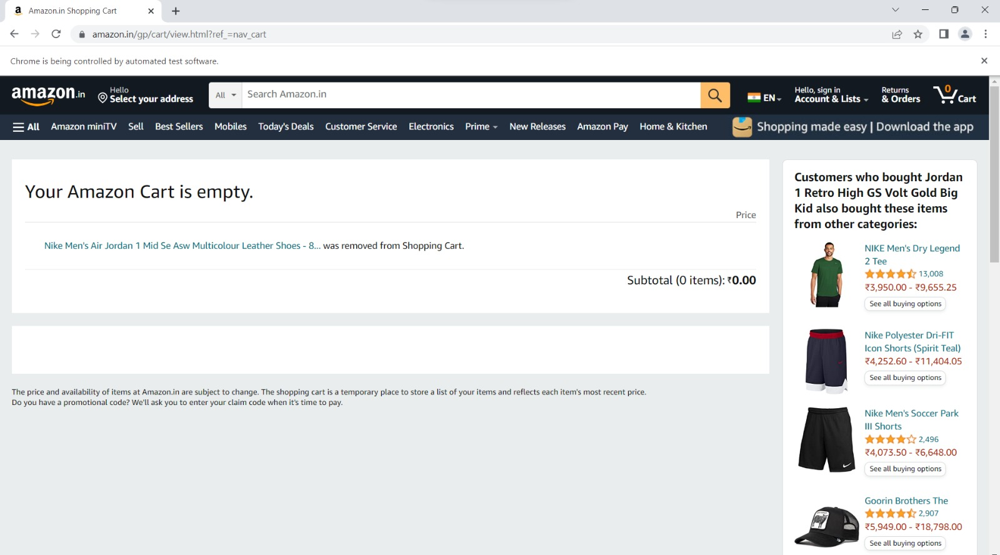 Amazon.in Shopping Cart
amazon.in/gp/cart/view.html?ref_=nav_cart
Chrome is being controlled by automated test software.
amazon.in
Hello
Select your address
All
Search Amazon.in
EN
Hello, sign in
Account & Lists
Returns
& Orders
0
Cart
All
Amazon miniTV
Sell
Best Sellers
Mobiles
Today's Deals
Customer Service
Electronics
Prime
New Releases
Amazon Pay
Home & Kitchen
Shopping made easy | Download the app
Your Amazon Cart is empty.
Price
Nike Men's Air Jordan 1 Mid Se Asw Multicolour Leather Shoes - 8... was removed from Shopping Cart.
Subtotal (0 items): ₹0.00
The price and availability of items at Amazon.in are subject to change. The shopping cart is a temporary place to store a list of your items and reflects each item's most recent price.
Do you have a promotional code? We'll ask you to enter your claim code when it's time to pay.
Customers who bought Jordan
1 Retro High GS Volt Gold Big
Kid also bought these items
from other categories:
NIKE Men's Dry Legend
2 Tee
13,008
₹3,950.00 - ₹9,655.25
See all buying options
Nike Polyester Dri-FIT
Icon Shorts (Spirit Teal)
₹4,252.60 - ₹11,404.05
See all buying options
Nike Men's Soccer Park
III Shorts
2,496
₹4,073.50 - ₹6,648.00
See all buying options
Goorin Brothers The
2,907
₹5,949.00 - ₹18,798.00
See all buying options